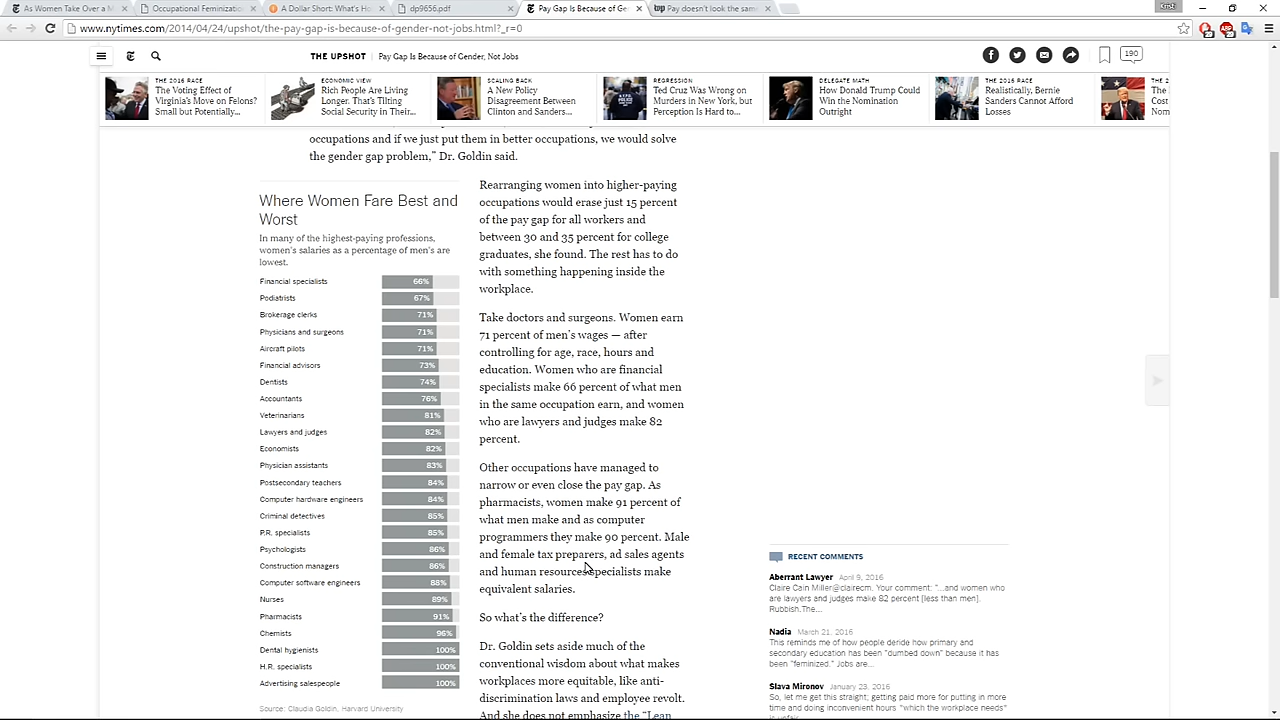 As Women Take Over a M
Occupational Feminizatio
A Dollar Short: What's Ho
dp9656.pdf
Pay Gap Is Because of Ge
Pay doesn't look the sam
www.nytimes.com/2014/04/24/upshot/the-pay-gap-is-because-of-gender-not-jobs.html?_r=0
THE UPSHOT | Pay Gap Is Because of Gender, Not Jobs
190
THE 2016 RACE
The Voting Effect of
Virginia's Move on Felons?
Small but Potentially...
ECONOMIC VIEW
Rich People Are Living
Longer. That's Tilting
Social Security in Their...
SCALING BACK
A New Policy
Disagreement Between
Clinton and Sanders...
REGRESSION
Ted Cruz Was Wrong on
Murders in New York, but
Perception Is Hard to...
DELEGATE MATH
How Donald Trump Could
Win the Nomination
Outright
THE 2016 RACE
Realistically, Bernie
Sanders Cannot Afford
Losses
THE 2
Cost
Nom
occupations and if we just put them in better occupations, we would solve
the gender gap problem,” Dr. Goldin said.
Where Women Fare Best and
Worst
In many of the highest-paying professions,
women's salaries as a percentage of men's are
lowest.
Financial specialists 66%
Podiatrists 67%
Brokerage clerks 71%
Physicians and surgeons 71%
Aircraft pilots 71%
Financial advisors 73%
Dentists 74%
Accountants 76%
Veterinarians 81%
Lawyers and judges 82%
Economists 82%
Physician assistants 83%
Postsecondary teachers 84%
Computer hardware engineers 84%
Criminal detectives 85%
P.R. specialists 85%
Psychologists 86%
Construction managers 86%
Computer software engineers 88%
Nurses 89%
Pharmacists 91%
Chemists 96%
Dental hygienists 100%
H.R. specialists 100%
Advertising salespeople 100%
Source: Claudia Goldin, Harvard University
Rearranging women into higher-paying
occupations would erase just 15 percent
of the pay gap for all workers and
between 30 and 35 percent for college
graduates, she found. The rest has to do
with something happening inside the
workplace.
Take doctors and surgeons. Women earn
71 percent of men’s wages — after
controlling for age, race, hours and
education. Women who are financial
specialists make 66 percent of what men
in the same occupation earn, and women
who are lawyers and judges make 82
percent.
Other occupations have managed to
narrow or even close the pay gap. As
pharmacists, women make 91 percent of
what men make and as computer
programmers they make 90 percent. Male
and female tax preparers, ad sales agents
and human resources specialists make
equivalent salaries.
So what’s the difference?
Dr. Goldin sets aside much of the
conventional wisdom about what makes
workplaces more equitable, like anti-
discrimination laws and employee revolt.
And she does not emphasize the “Lean
RECENT COMMENTS
Aberrant Lawyer April 9, 2016
Claire Cain Miller@clairecm. Your comment: "...and women who
are lawyers and judges make 82 percent [less than men].
Rubbish.The...
Nadia March 21, 2016
This reminds me of how people deride how primary and
secondary education has been "dumbed down" because it has
been "feminized." Jobs are...
Slava Mironov January 23, 2016
So, let me get this straight; getting paid more for putting in more
time and doing inconvenient hours "which the workplace needs"
is unfair